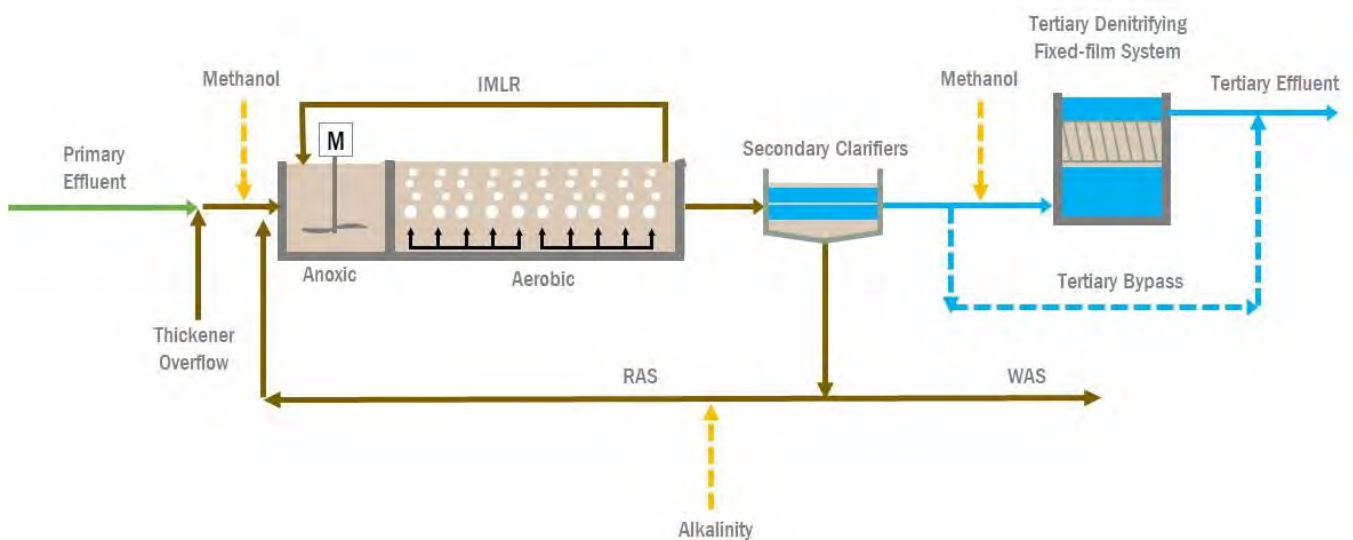 Tertiary Denitrifying
Fixed-film System
Methanol
IMLR
Methanol
Tertiary Effluent
M
Primary
Effluent
Secondary Clarifiers
Anoxic
Aerobic
Tertiary Bypass
Thickener
Overflow
RAS
WAS
Alkalinity